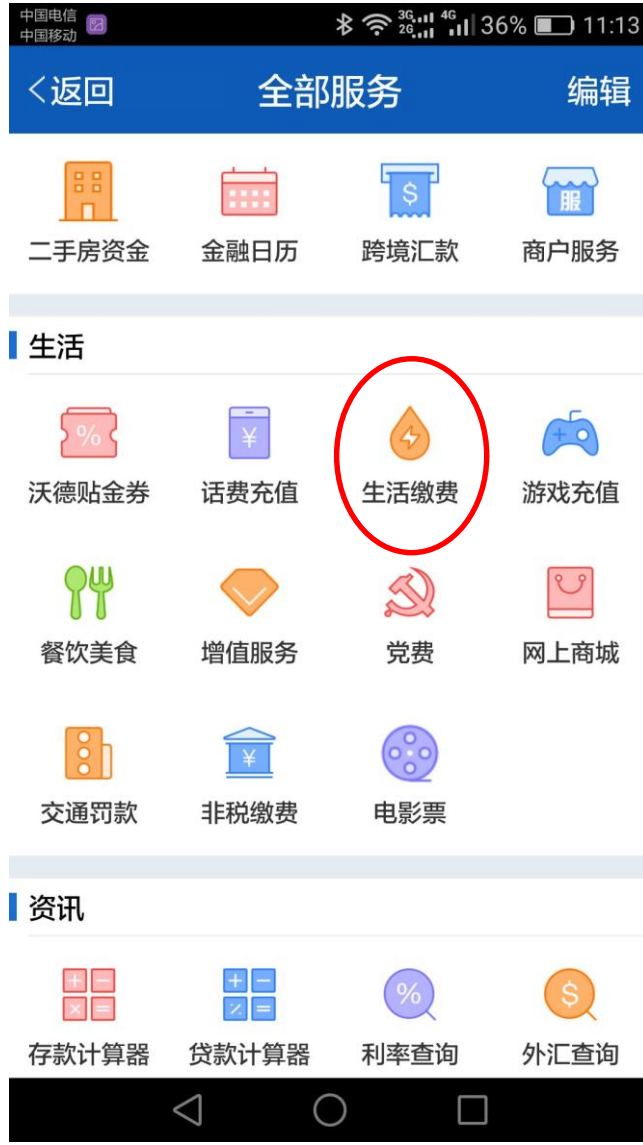 中国电信
中国移动
3G 4G 2G 36% 11:13
返回 全部服务 编辑
$ 服
二手房资金 金融日历 跨境汇款 商户服务
生活
% ¥
沃德贴金券 话费充值 生活缴费 游戏充值
餐饮美食 增值服务 党费 网上商城
¥
交通罚款 非税缴费 电影票
资讯
% $
存款计算器 贷款计算器 利率查询 外汇查询